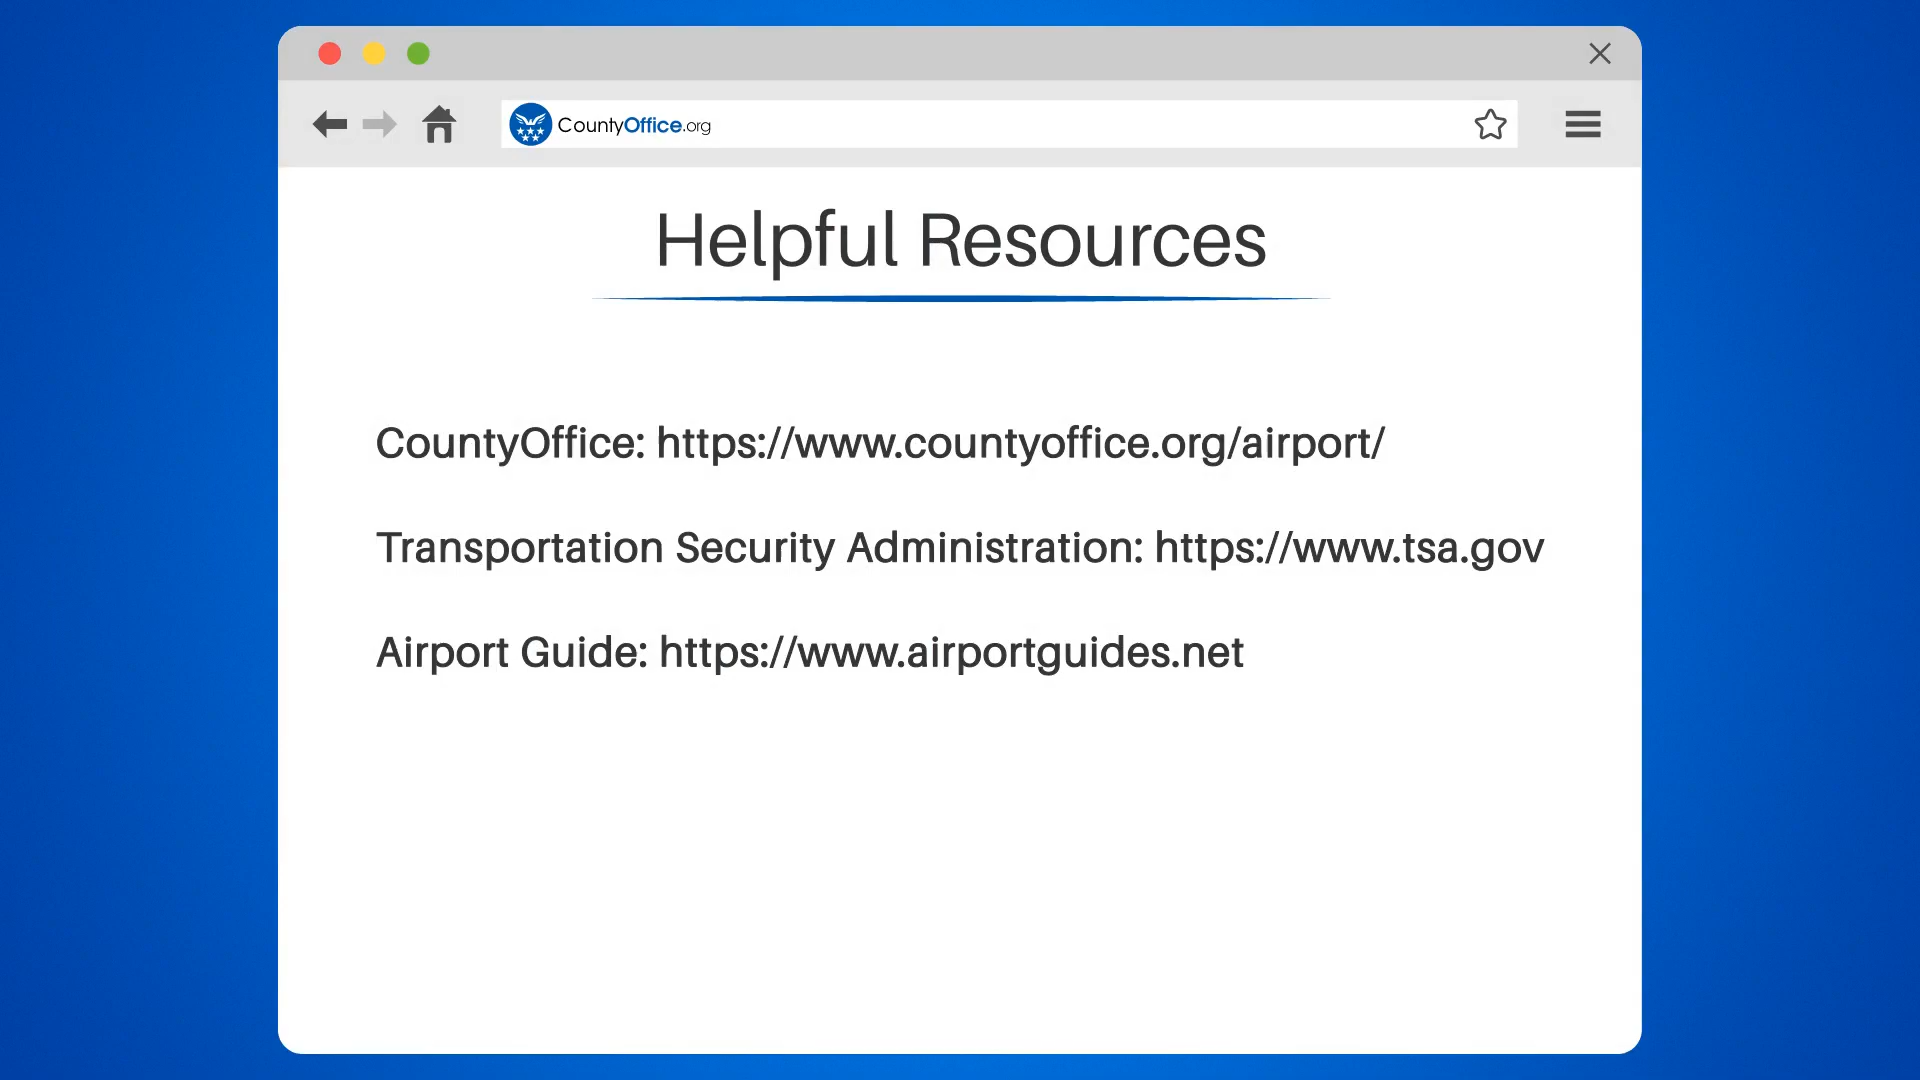 CountyOffice.org
Helpful Resources
CountyOffice: https://www.countyoffice.org/airport/
Transportation Security Administration: https://www.tsa.gov
Airport Guide: https://www.airportguides.net